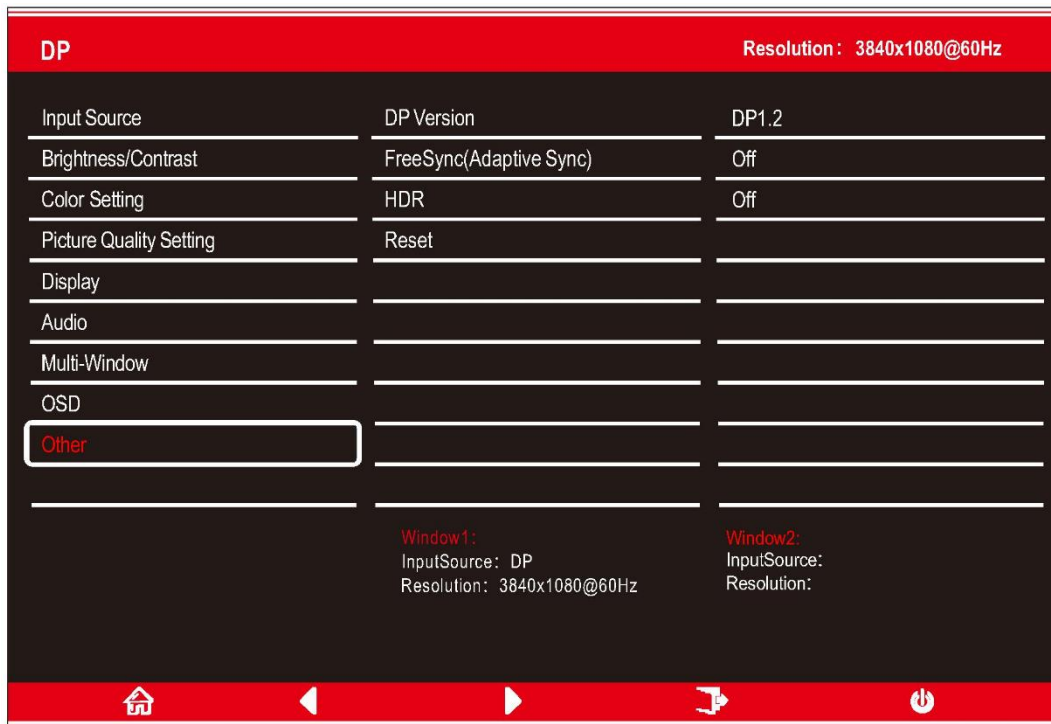 DP
Resolution: 3840x1080@60Hz
Input Source
DP Version
DP1.2
Brightness/Contrast
FreeSync(Adaptive Sync)
Off
Color Setting
HDR
Off
Picture Quality Setting
Reset
Display
Audio
Multi-Window
OSD
Other
Window1:
InputSource: DP
Resolution: 3840x1080@60Hz
Window2:
InputSource:
Resolution: